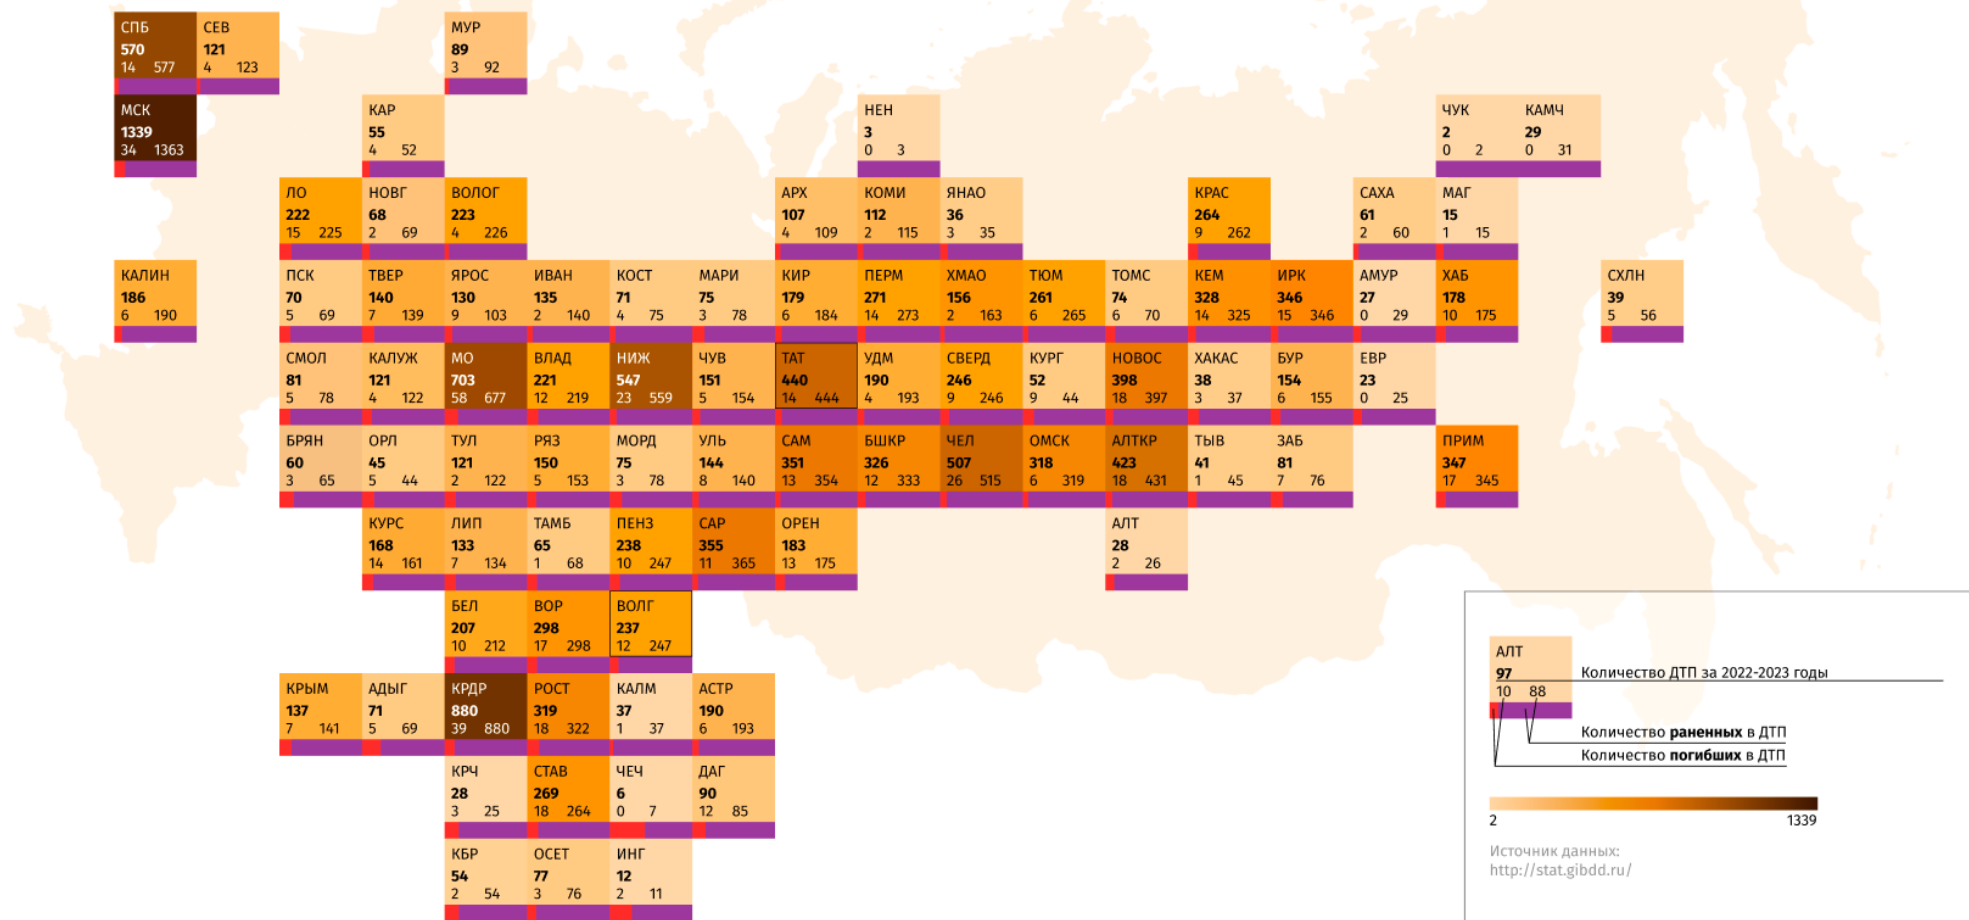 СПБ
570
14 577
СЕВ
121
4 123
МУР
89
3 92
МСК
1339
34 1363
КАР
55
4 52
НЕН
3
0 3
ЧУК
2
0 2
КАМЧ
29
0 31
ЛО
222
15 225
НОВГ
68
2 69
ВОЛОГ
223
4 226
АРХ
107
4 109
КОМИ
112
2 115
ЯНАО
36
3 35
КРАС
264
9 262
САХА
61
2 60
МАГ
15
1 15
КАЛИН
186
6 190
ПСК
70
5 69
ТВЕР
140
7 139
ЯРОС
130
9 103
ИВАН
135
2 140
КОСТ
71
4 75
МАРИ
75
3 78
КИР
179
6 184
ПЕРМ
271
14 273
ХМАО
156
2 163
ТЮМ
261
6 265
ТОМС
74
6 70
КЕМ
328
14 325
ИРК
346
15 346
АМУР
27
0 29
ХАБ
178
10 175
СХЛН
39
5 56
СМОЛ
81
5 78
КАЛУЖ
121
4 122
МО
703
58 677
ВЛАД
221
12 219
НИЖ
547
23 559
ЧУВ
151
5 154
ТАТ
440
14 444
УДМ
190
4 193
СВЕРД
246
9 246
КУРГ
52
9 44
НОВОС
398
18 397
ХАКАС
38
3 37
БУР
154
6 155
ЕВР
23
0 25
БРЯН
60
3 65
ОРЛ
45
5 44
ТУЛ
121
2 122
РЯЗ
150
5 153
МОРД
75
3 78
УЛЬ
144
8 140
САМ
351
13 354
БШКР
326
12 333
ЧЕЛ
507
26 515
ОМСК
318
6 319
АЛТКР
423
18 431
ТЫВ
41
1 45
ЗАБ
81
7 76
ПРИМ
347
17 345
КУРС
168
14 161
ЛИП
133
7 134
ТАМБ
65
1 68
ПЕНЗ
238
10 247
САР
355
11 365
ОРЕН
183
13 175
АЛТ
28
2 26
БЕЛ
207
10 212
ВОР
298
17 298
ВОЛГ
237
12 247
КРЫМ
137
7 141
АДЫГ
71
5 69
КРДР
880
39 880
РОСТ
319
18 322
КАЛМ
37
1 37
АСТР
190
6 193
КРЧ
28
3 25
СТАВ
269
18 264
ЧЕЧ
6
0 7
ДАГ
90
12 85
КБР
54
2 54
ОСЕТ
77
3 76
ИНГ
12
2 11
АЛТ
97
10 88
Количество ДТП за 2022-2023 годы
Количество раненных в ДТП
Количество погибших в ДТП
2 1339
Источник данных:
http://stat.gibdd.ru/